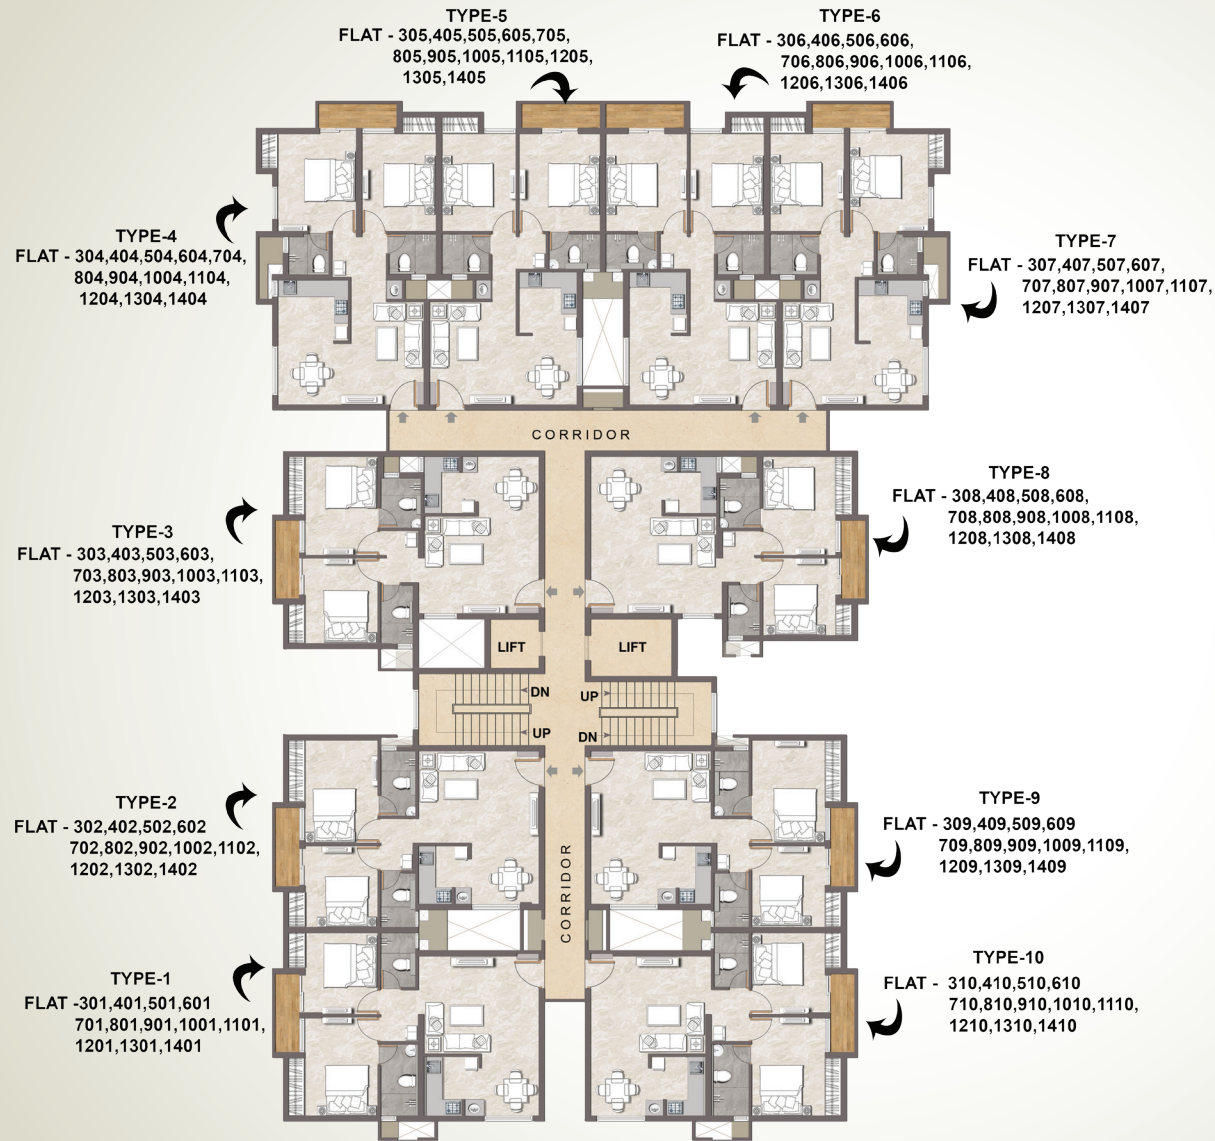 TYPE-5
FLAT - 305,405,505,605,705,
805,905,1005,1105,1205,
1305,1405
TYPE-6
FLAT - 306,406,506,606,
706,806,906,1006,1106,
1206,1306,1406
TYPE-4
FLAT - 304,404,504,604,704,
804,904,1004,1104,
1204,1304,1404
TYPE-7
FLAT - 307,407,507,607,
707,807,907,1007,1107,
1207,1307,1407
CORRIDOR
TYPE-3
FLAT - 303,403,503,603,
703,803,903,1003,1103,
1203,1303,1403
TYPE-8
FLAT - 308,408,508,608,
708,808,908,1008,1108,
1208,1308,1408
LIFT
LIFT
DN
UP
UP
DN
TYPE-2
FLAT - 302,402,502,602
702,802,902,1002,1102,
1202,1302,1402
TYPE-9
FLAT - 309,409,509,609
709,809,909,1009,1109,
1209,1309,1409
CORRIDOR
TYPE-1
FLAT -301,401,501,601
701,801,901,1001,1101,
1201,1301,1401
TYPE-10
FLAT - 310,410,510,610
710,810,910,1010,1110,
1210,1310,1410